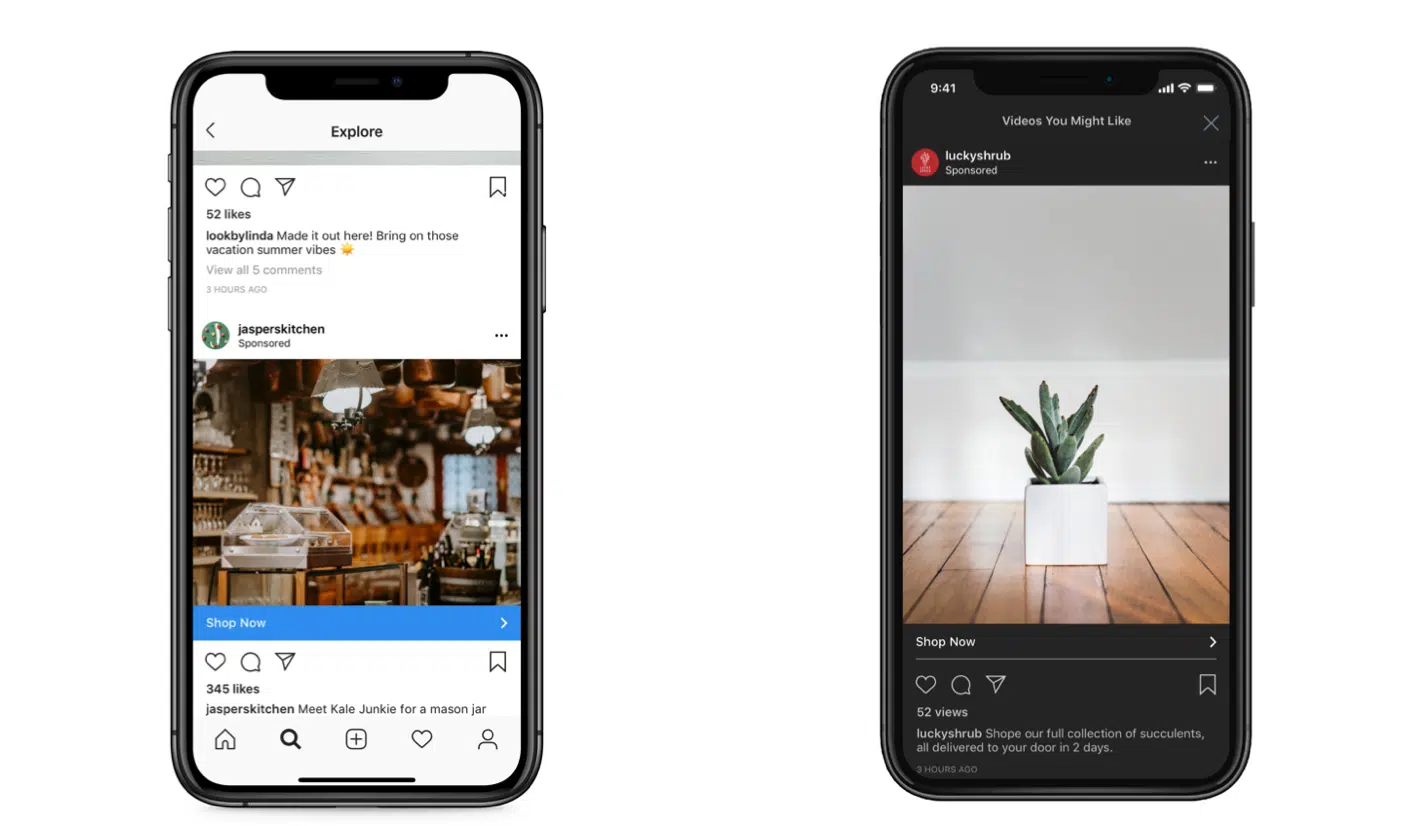 Explore
52 likes
lookbylinda Made it out here! Bring on those
vacation summer vibes ☀️
View all 5 comments
3 HOURS AGO
jasperskitchen
Sponsored
Shop Now
345 likes
jasperskitchen Meet Kale Junkie for a mason jar
9:41
Videos You Might Like
luckyshrub
Sponsored
Shop Now
52 views
luckyshrub Shope our full collection of succulents,
all delivered to your door in 2 days.
3 HOURS AGO